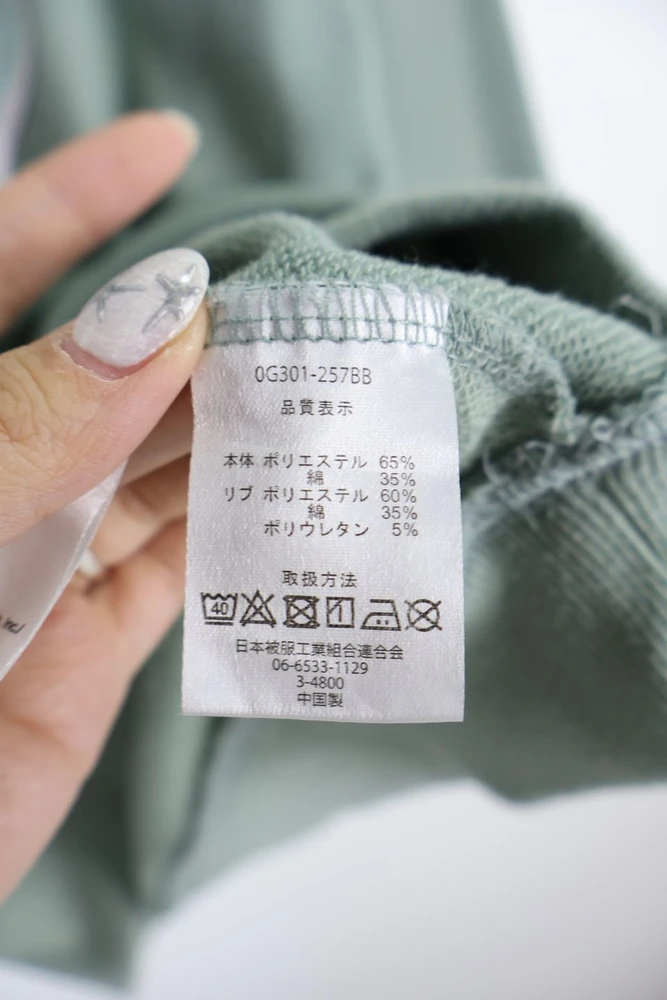 0G301-257BB
品質表示
本体 ポリエステル 65%
綿 35%
リブ ポリエステル 60%
綿 35%
ポリウレタン 5%
取扱方法
40
日本被服工業組合連合会
06-6533-1129
3-4800
中国製